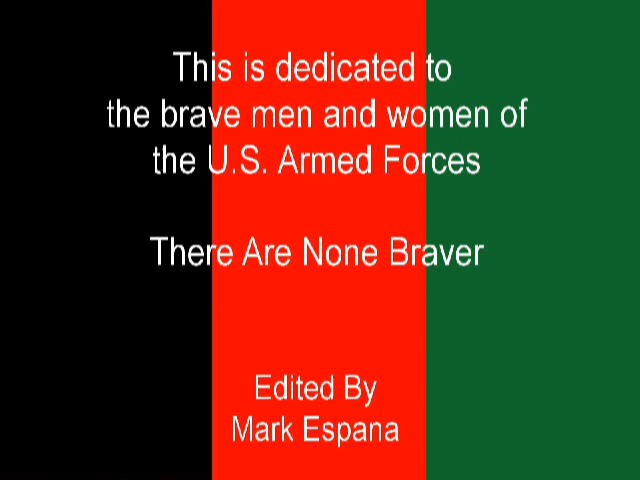 This is dedicated to
the brave men and women of
the U.S. Armed Forces
There Are None Braver
Edited By
Mark Espana